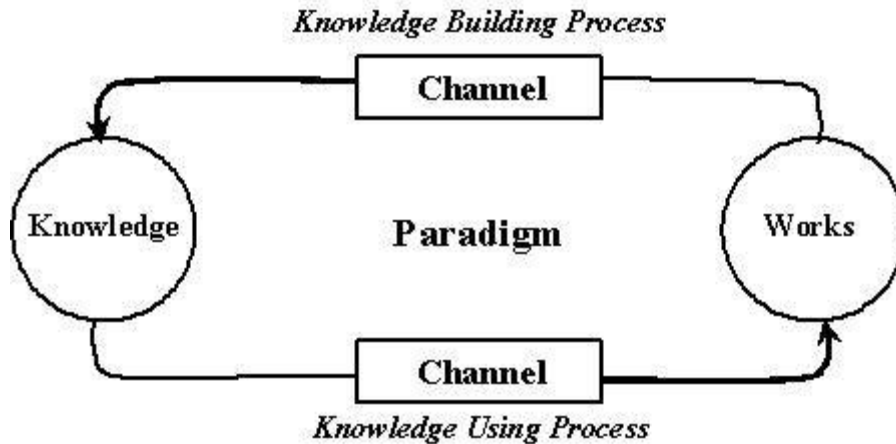 Knowledge Building Process
Channel
Knowledge
Paradigm
Works
Channel
Knowledge Using Process